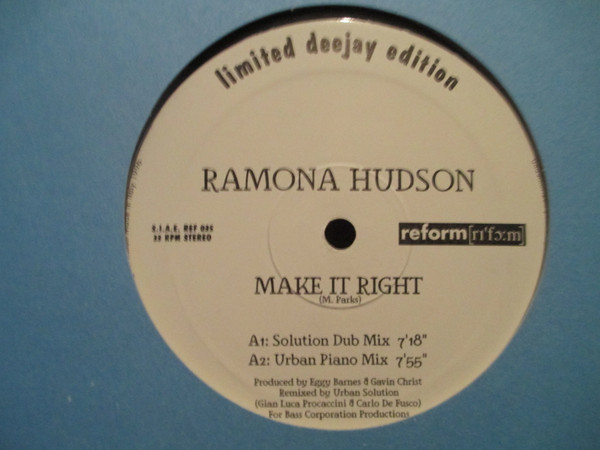 limited deejay edition
RAMONA HUDSON
S.I.A.E. REF 032
33 RPM STEREO
reform[rɪ'fɔ:m]
MAKE IT RIGHT
(M. Parks)
A1: Solution Dub Mix 7'18"
A2: Urban Piano Mix 7'55"
Produced by Eggy Barnes & Gavin Christ
Remixed by Urban Solution
(Gian Luca Procaccini & Carlo De Fusco)
For Bass Corporation Productions